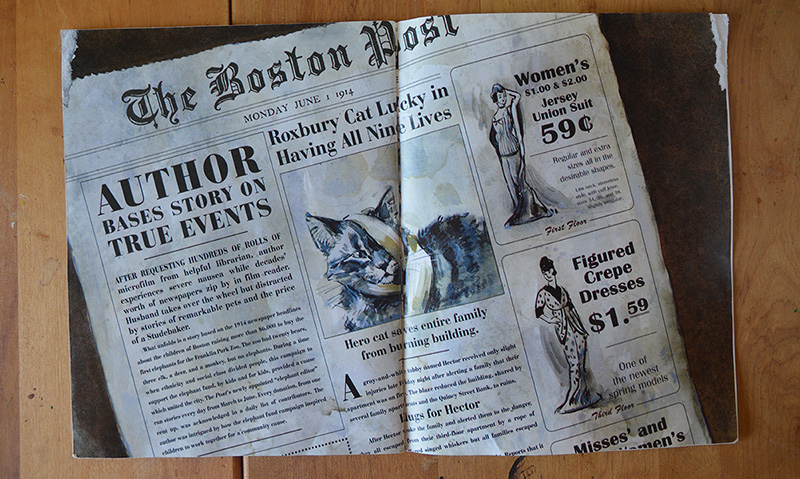 The Boston Post
MONDAY JUNE 1 1914
AUTHOR
BASES STORY ON
TRUE EVENTS
AFTER REQUESTING HUNDREDS OF ROLLS OF
microfilm from helpful librarian, author
experiences severe nausea while decades'
worth of newspapers zip by in film reader.
Husband takes over the wheel but distracted
by stories of remarkable pets and the price
of a Studebaker.
What unfolds is a story based on the 1914 newspaper headlines
about the children of Boston raising more than $6,000 to buy the
first elephants for the Franklin Park Zoo. The zoo had twenty bears,
three elk, a deer, and a monkey, but no elephants. During a time
when ethnicity and social class divided people, this campaign to
support the elephant fund, by kids and for kids, provided a cause
which united the city. The Post's newly appointed "elephant editor"
ran stories every day from March to June. Every donation, from one
cent up, was acknowledged in a daily list of contributors. The
author was intrigued by how the elephant fund campaign inspired
children to work together for a community cause.
Roxbury Cat Lucky in
Having All Nine Lives
Hero cat saves entire family
from burning building.
A gray-and-white tabby named Hector received only slight
injuries late Friday night after alerting a family that their
apartment was on fire. The blaze reduced the building, shared by
several family apartments and the Quincy Street Bank, to ruins.
Hugs for Hector
After Hector
the family and alerted them to the danger,
all escaped from their third-floor apartment by a rope of
singed whiskers but all families escaped
Reports that it
Women's
$1.00 & $2.00
Jersey
Union Suit
59¢
Regular and extra
sizes all in the
desirable shapes.
Low neck, sleeveless
style with cuff knee
First Floor
Figured
Crepe
Dresses
$1.59
One of
the newest
spring models
Third Floor
Misses' and
Women's